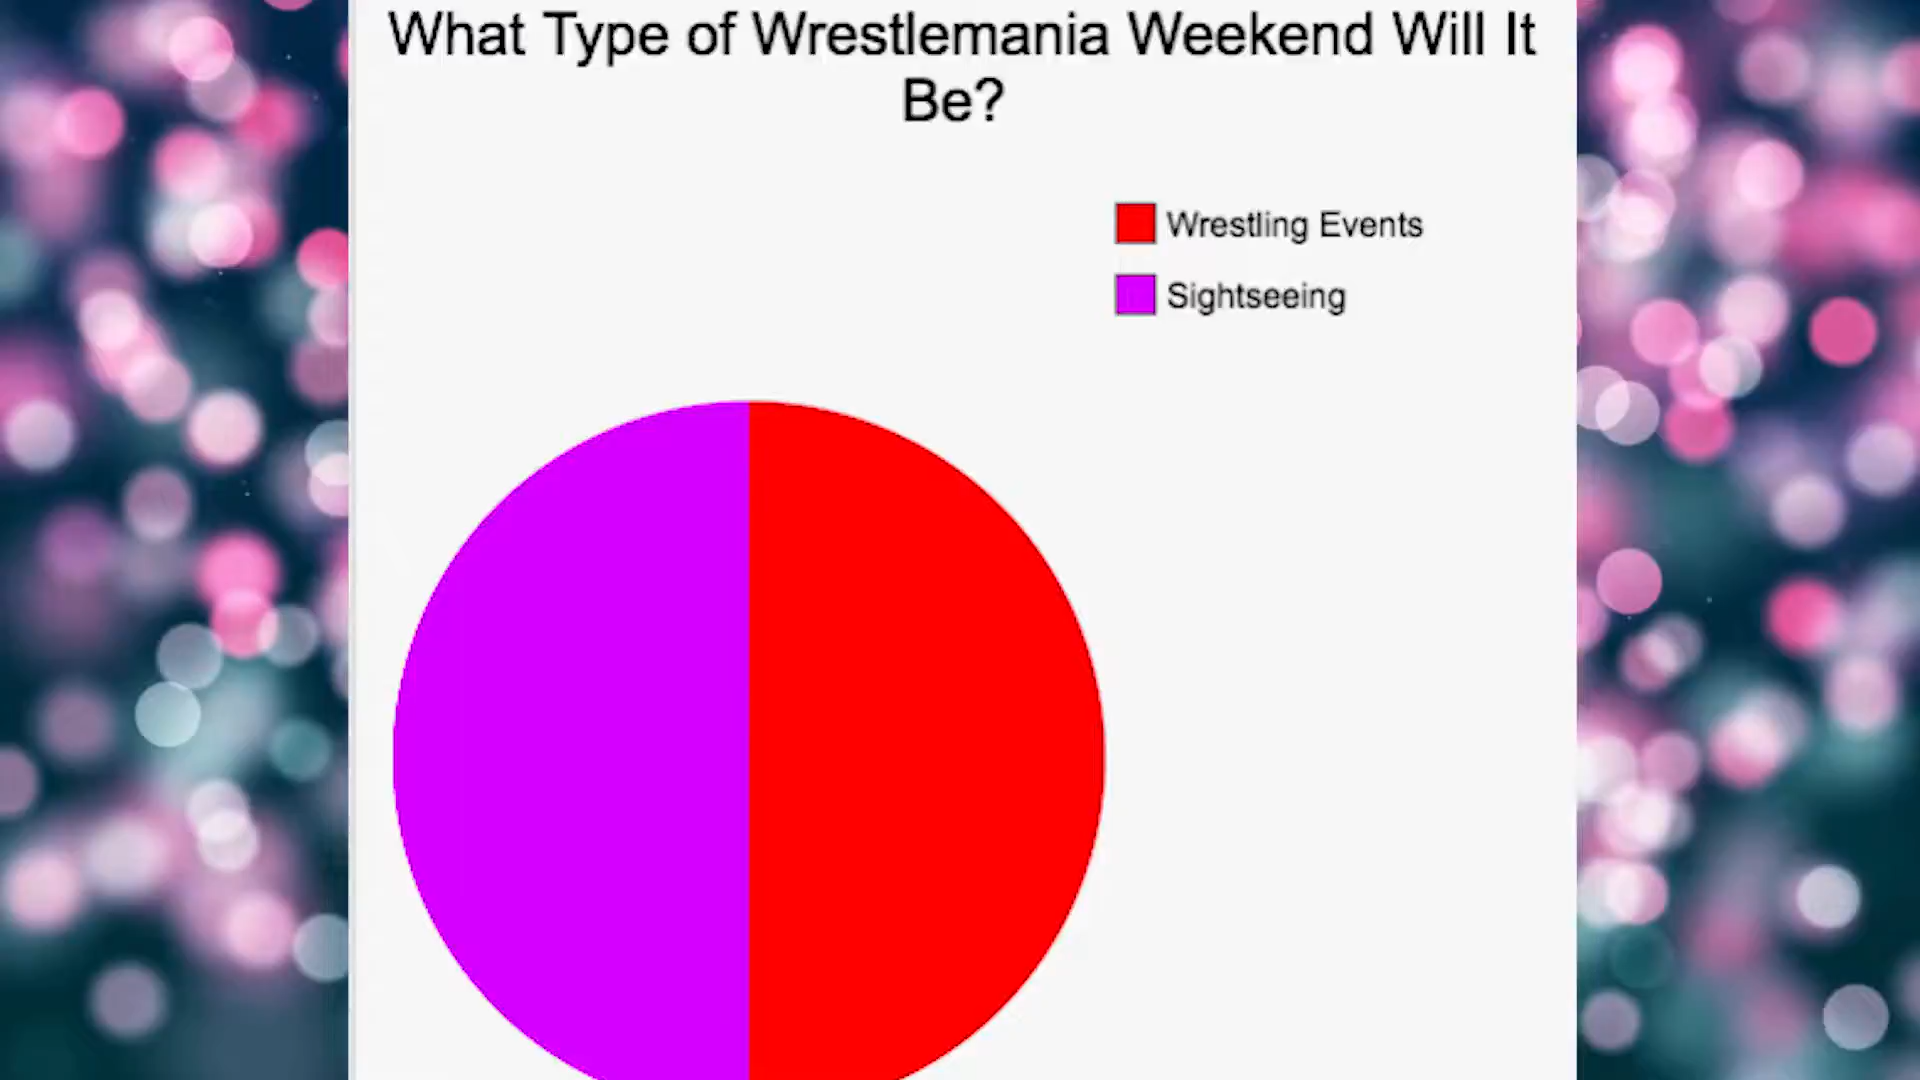 What Type of Wrestlemania Weekend Will It
Be?
Wrestling Events
Sightseeing